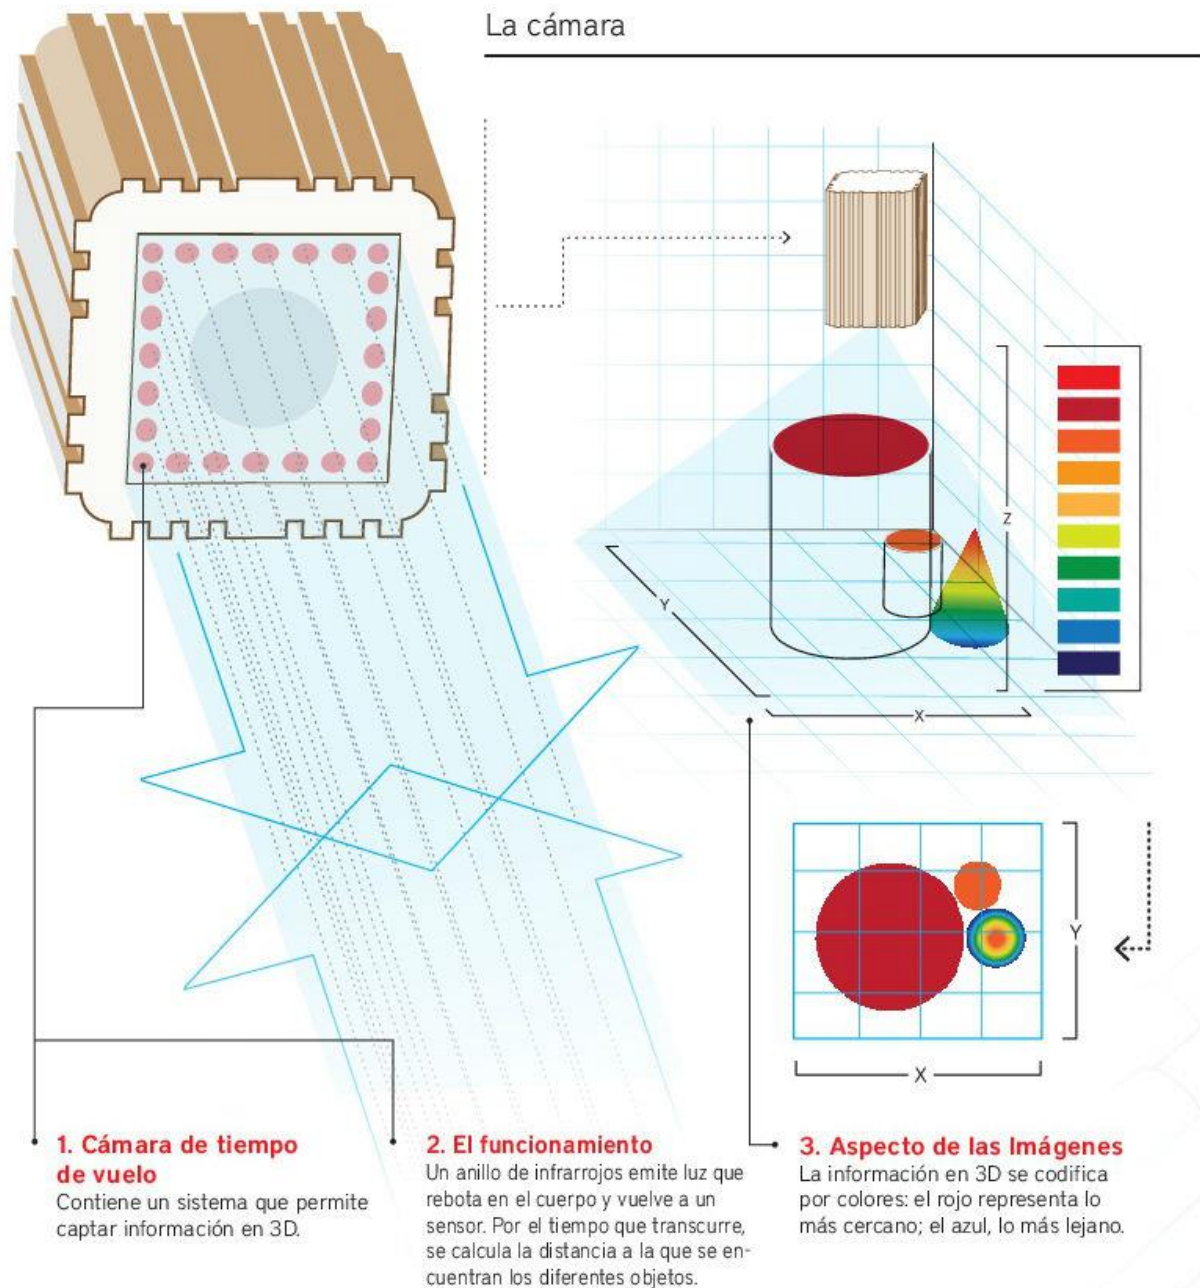 La cámara
Z
Y
X
Y
X
1. Cámara de tiempo
de vuelo
Contiene un sistema que permite
captar información en 3D.
2. El funcionamiento
Un anillo de infrarrojos emite luz que
rebota en el cuerpo y vuelve a un
sensor. Por el tiempo que transcurre,
se calcula la distancia a la que se en-
cuentran los diferentes objetos.
3. Aspecto de las Imágenes
La información en 3D se codifica
por colores: el rojo representa lo
más cercano; el azul, lo más lejano.